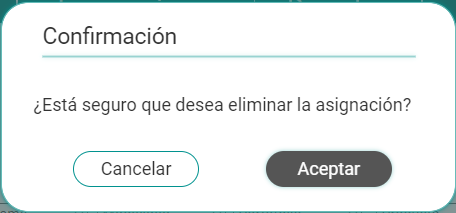 Confirmación
¿Está seguro que desea eliminar la asignación?
Cancelar
Aceptar